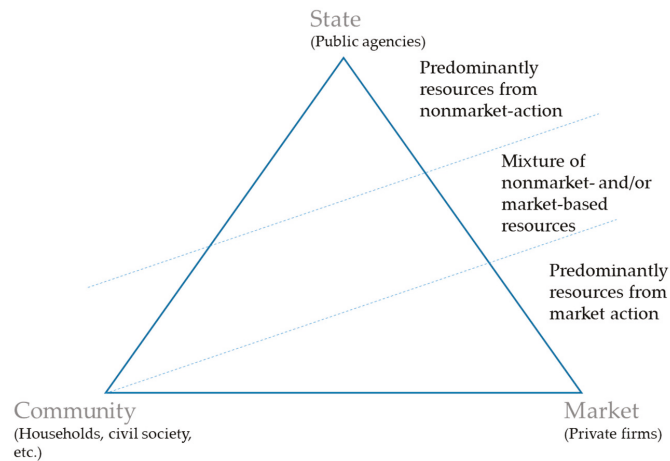 State
(Public agencies)
Predominantly
resources from
nonmarket-action
Mixture of
nonmarket- and/or
market-based
resources
Predominantly
resources from
market action
Community
(Households, civil society,
etc.)
Market
(Private firms)